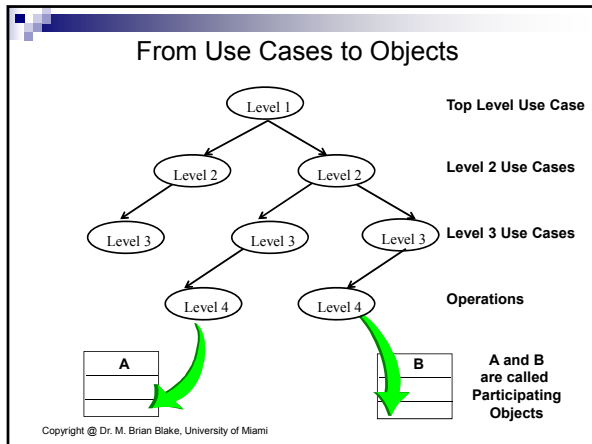 From Use Cases to Objects
Level 1
Top Level Use Case
Level 2
Level 2
Level 2 Use Cases
Level 3
Level 3
Level 3
Level 3 Use Cases
Level 4
Level 4
Operations
A
B
A and B
are called
Participating
Objects
Copyright @ Dr. M. Brian Blake, University of Miami